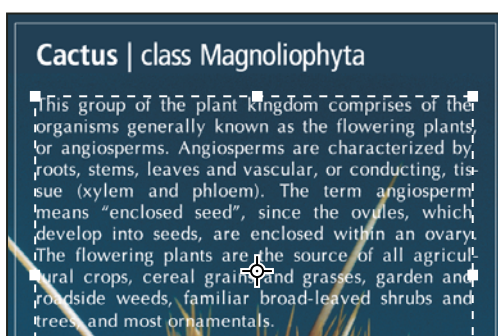 Cactus | class Magnoliophyta
This group of the plant kingdom comprises of the
organisms generally known as the flowering plants,
or angiosperms. Angiosperms are characterized by
roots, stems, leaves and vascular, or conducting, tis-
sue (xylem and phloem). The term angiosperm
means “enclosed seed”, since the ovules, which
develop into seeds, are enclosed within an ovary.
The flowering plants are the source of all agricul-
tural crops, cereal grains and grasses, garden and
roadside weeds, familiar broad-leaved shrubs and
trees, and most ornamentals.